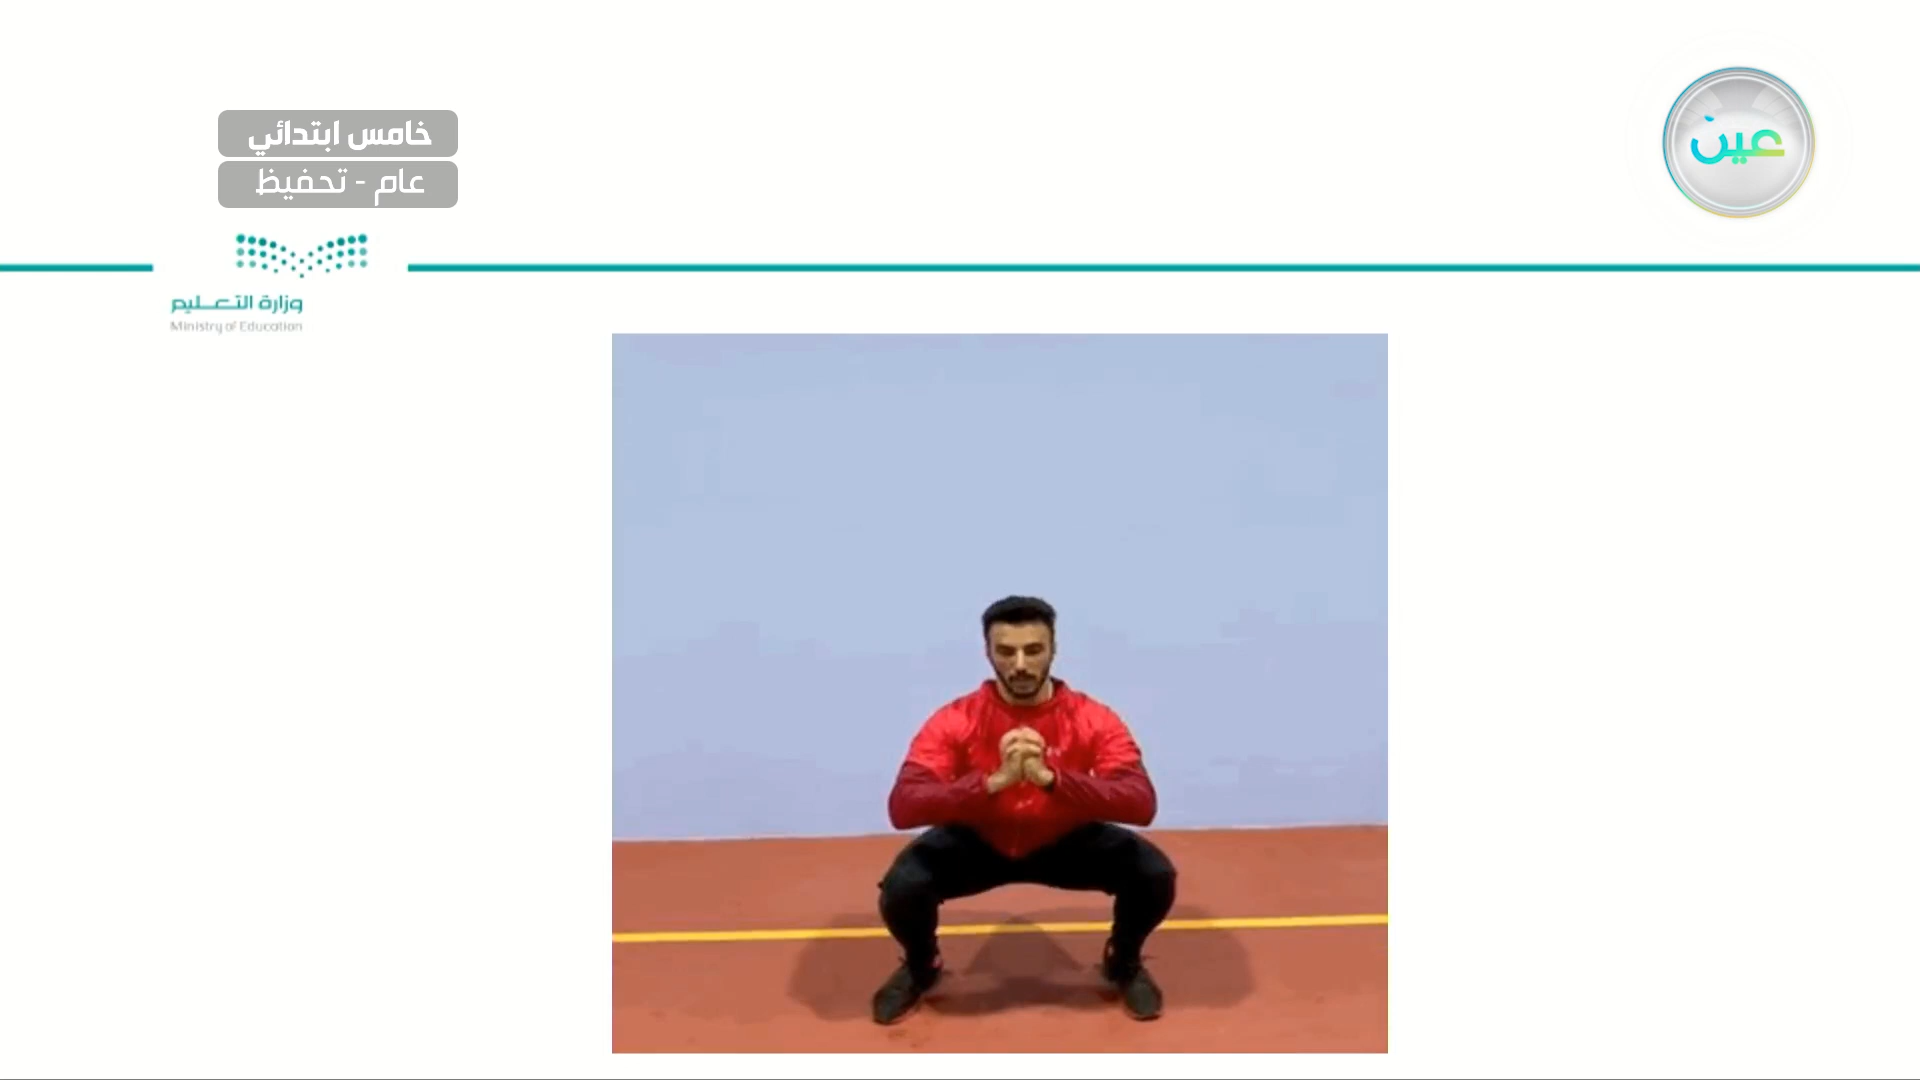 عين
خامس ابتدائي
عام - تحفيظ
وزارة التعليم
Ministry of Education